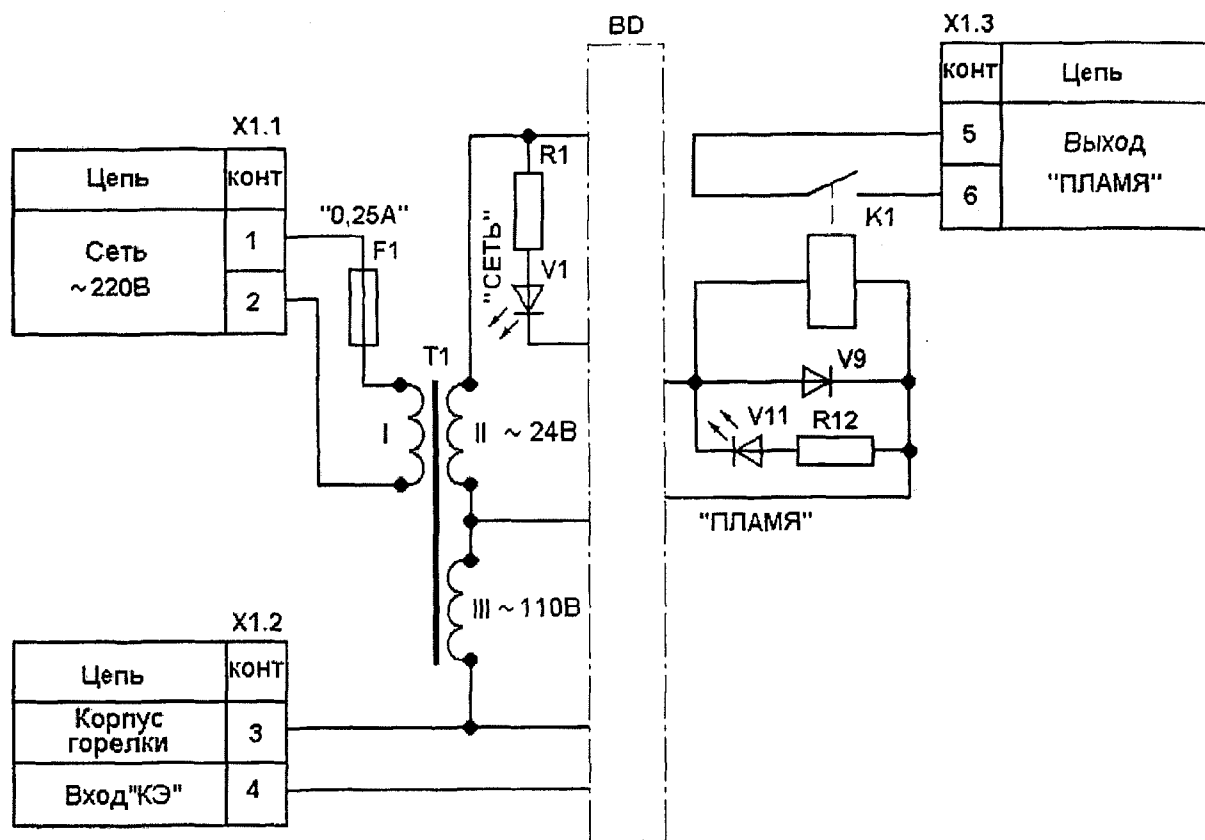 BD
X1.1
Цепь
конт
Сеть
~220В
1
2
"0,25А"
F1
R1
"СЕТЬ"
V1
T1
I
II ~ 24В
III ~ 110В
X1.2
Цепь
конт
Корпус
горелки
3
Вход"КЭ"
4
X1.3
конт
Цепь
5
6
Выход
"ПЛАМЯ"
K1
V9
V11
R12
"ПЛАМЯ"